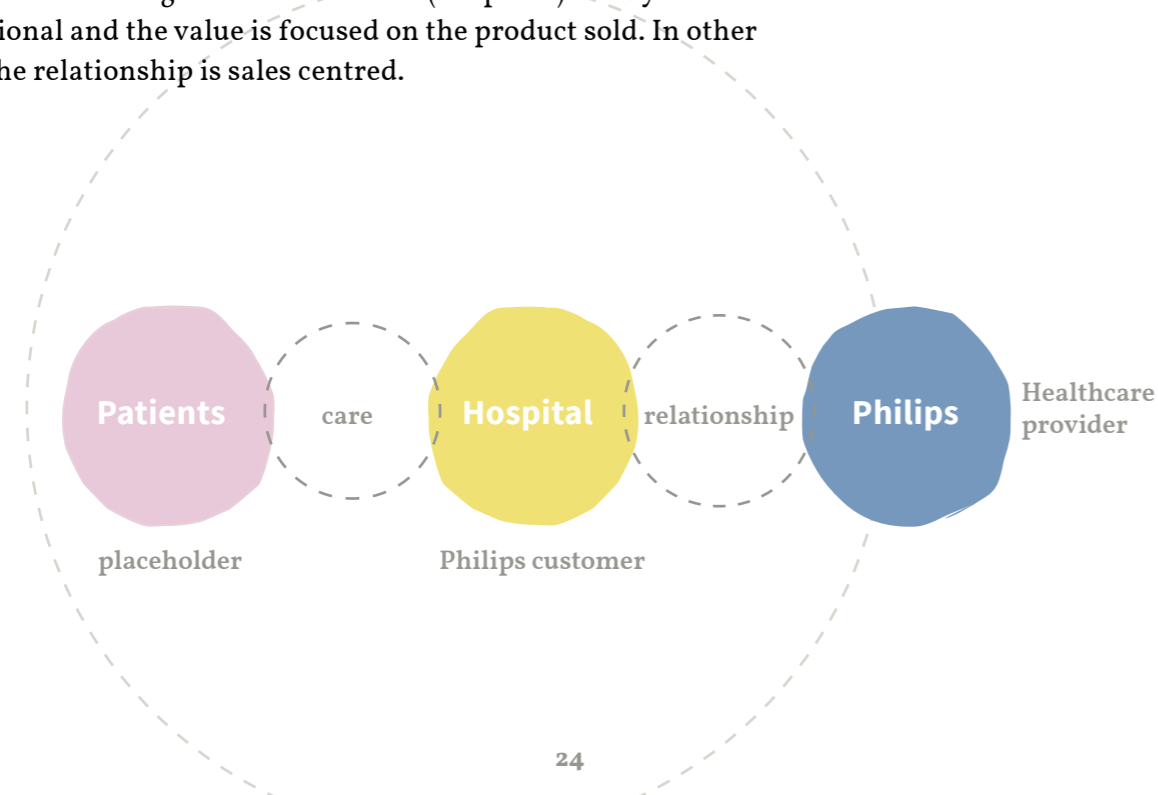 ional and the value is focused on the product sold. In other
he relationship is sales centred.
Patients
care
Hospital
relationship
Philips
Healthcare
provider
placeholder
Philips customer
24